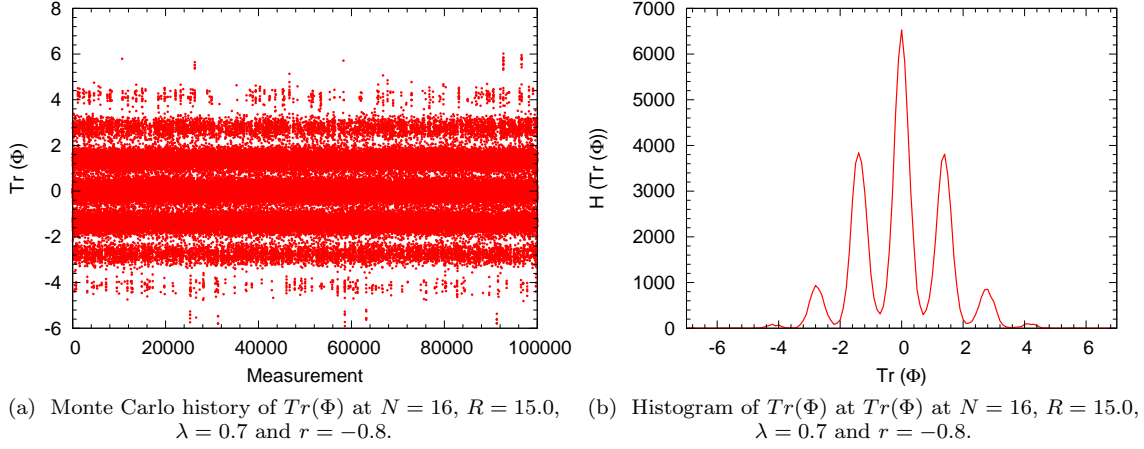 8
6
4
2
0
-2
-4
-6
Tr (Φ)
0 20000 40000 60000 80000 100000
Measurement
7000
6000
5000
4000
3000
2000
1000
0
H (Tr (Φ))
-6 -4 -2 0 2 4 6
Tr (Φ)
(a) Monte Carlo history of Tr(Φ) at N = 16, R = 15.0,
λ = 0.7 and r = −0.8.
(b) Histogram of Tr(Φ) at Tr(Φ) at N = 16, R = 15.0,
λ = 0.7 and r = −0.8.